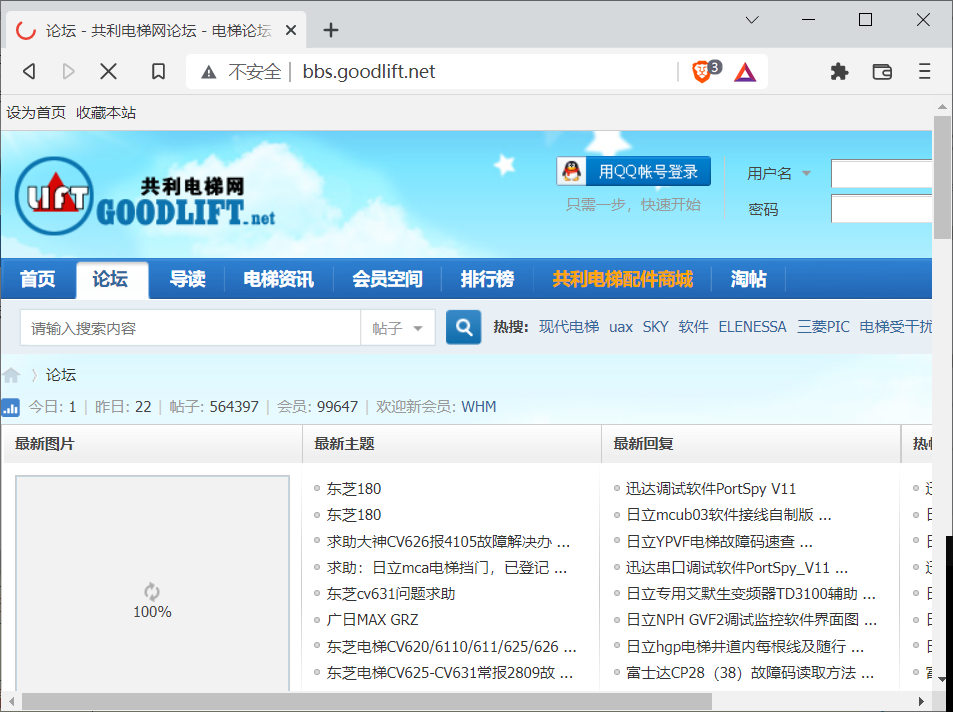 论坛 - 共利电梯网论坛 - 电梯论坛
不安全 bbs.goodlift.net 3
设为首页 收藏本站
LIFT 共利电梯网 GOODLIFT.net
用QQ帐号登录 用户名
只需一步，快速开始 密码
首页 论坛 导读 电梯资讯 会员空间 排行榜 共利电梯配件商城 淘帖
请输入搜索内容 帖子 热搜: 现代电梯 uax SKY 软件 ELENESSA 三菱PIC 电梯受干扰
论坛
今日: 1 | 昨日: 22 | 帖子: 564397 | 会员: 99647 | 欢迎新会员: WHM
最新图片 最新主题 最新回复
100%
东芝180
东芝180
求助大神CV626报4105故障解决办 ...
求助：日立mca电梯挡门，已登记 ...
东芝cv631问题求助
广日MAX GRZ
东芝电梯CV620/6110/611/625/626 ...
东芝电梯CV625-CV631常报2809故 ...
迅达调试软件PortSpy V11
日立mcub03软件接线自制版 ...
日立YPVF电梯故障码速查 ...
迅达串口调试软件PortSpy_V11 ...
日立专用艾默生变频器TD3100辅助 ...
日立NPH GVF2调试监控软件界面图 ...
日立hgp电梯井道内每根线及随行 ...
富士达CP28（38）故障码读取方法 ...